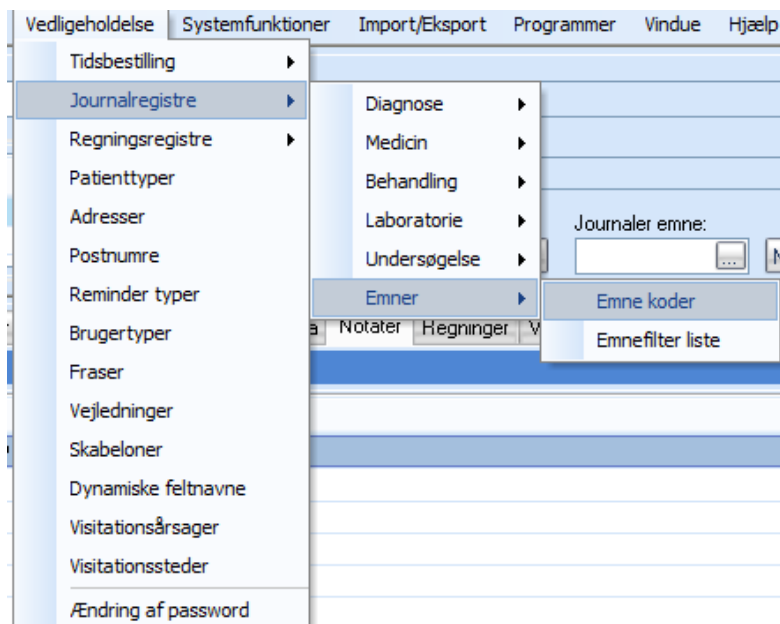 Vedligeholdelse Systemfunktioner Import/Eksport Programmer Vindue Hjælp
Tidsbestilling
Journalregistre
Regningsregistre
Patienttyper
Adresser
Postnumre
Reminder typer
Brugertyper
Fraser
Vejledninger
Skabeloner
Dynamiske feltnavne
Visitationsårsager
Visitationssteder
Ændring af password
Diagnose
Medicin
Behandling
Laboratorie
Undersøgelse
Emner
Journaler emne:
...
Emne koder
Emnefilter liste
Notater Regninger